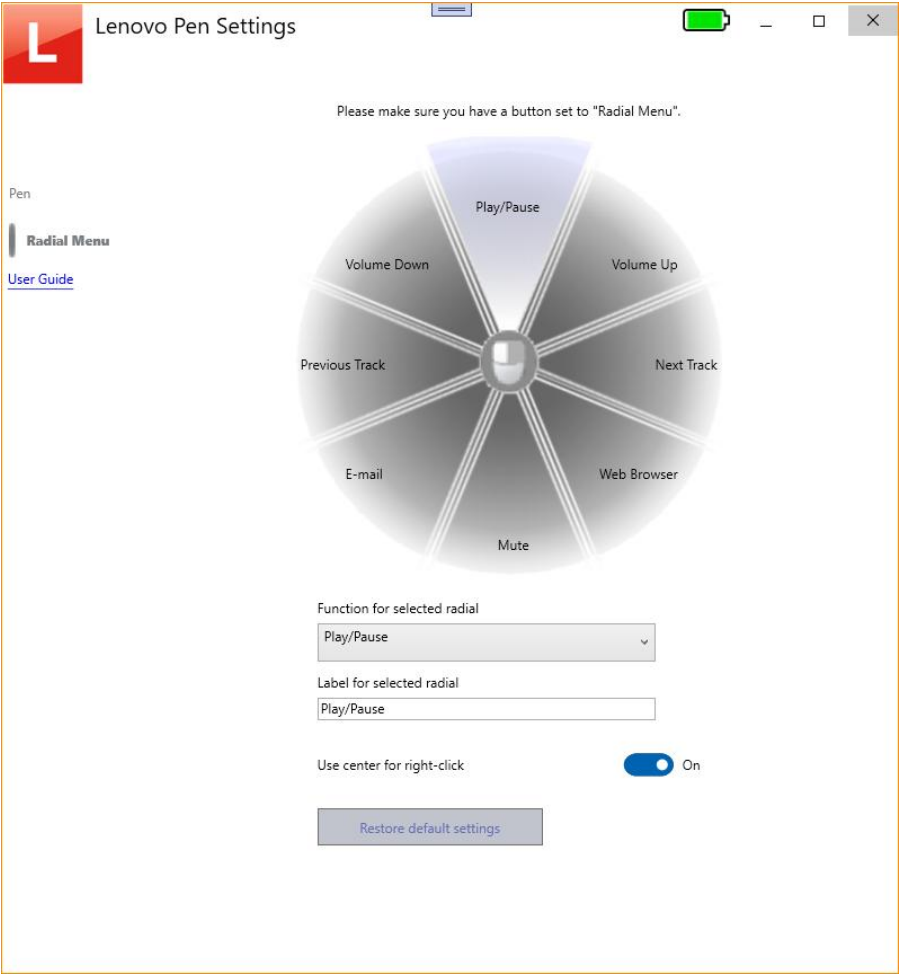 L
Lenovo Pen Settings
Please make sure you have a button set to "Radial Menu".
Pen
Radial Menu
User Guide
Play/Pause
Volume Down
Volume Up
Previous Track
Next Track
E-mail
Web Browser
Mute
Function for selected radial
Play/Pause
Label for selected radial
Play/Pause
Use center for right-click
On
Restore default settings